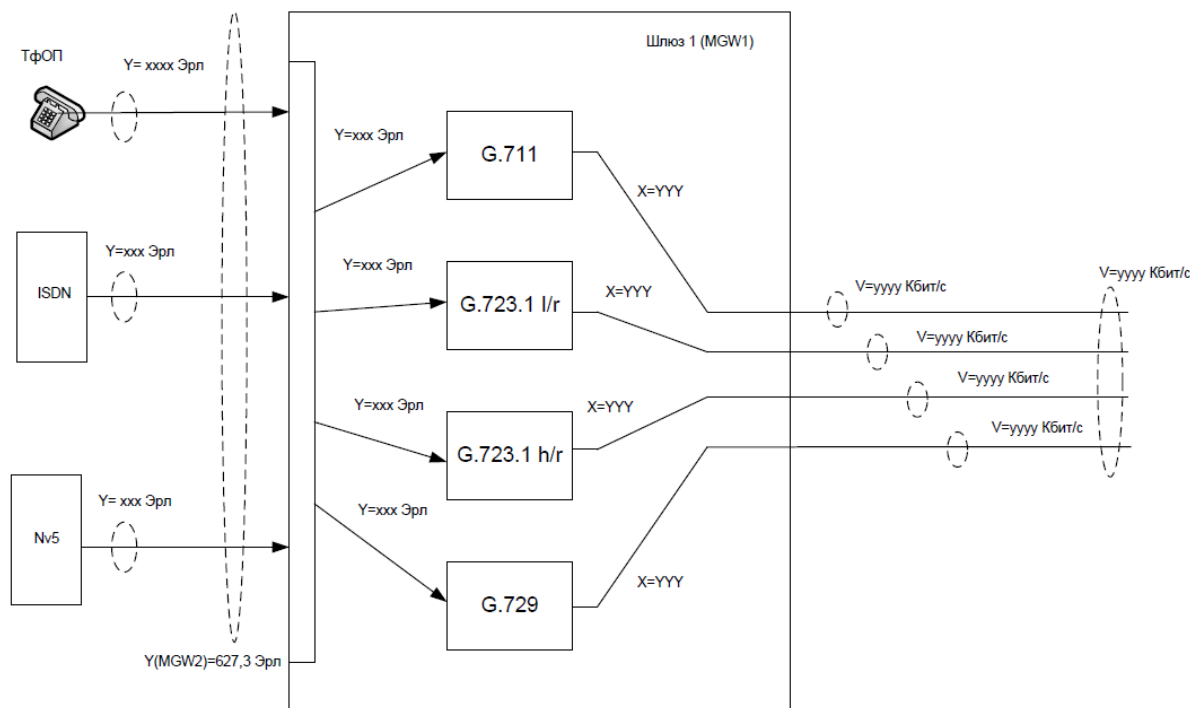 Шлюз 1 (MGW1)
ТфОП
Y= xxxx Эрл
Y=xxx Эрл
G.711
X=YYY
Y=xxx Эрл
ISDN
Y=xxx Эрл
G.723.1 l/r
X=YYY
V=yyyy Кбит/с
V=yyyy Кбит/с
V=yyyy Кбит/с
V=yyyy Кбит/с
V=yyyy Кбит/с
Y=xxx Эрл
G.723.1 h/r
X=YYY
Nv5
Y= xxx Эрл
Y=xxx Эрл
G.729
X=YYY
Y(MGW2)=627,3 Эрл